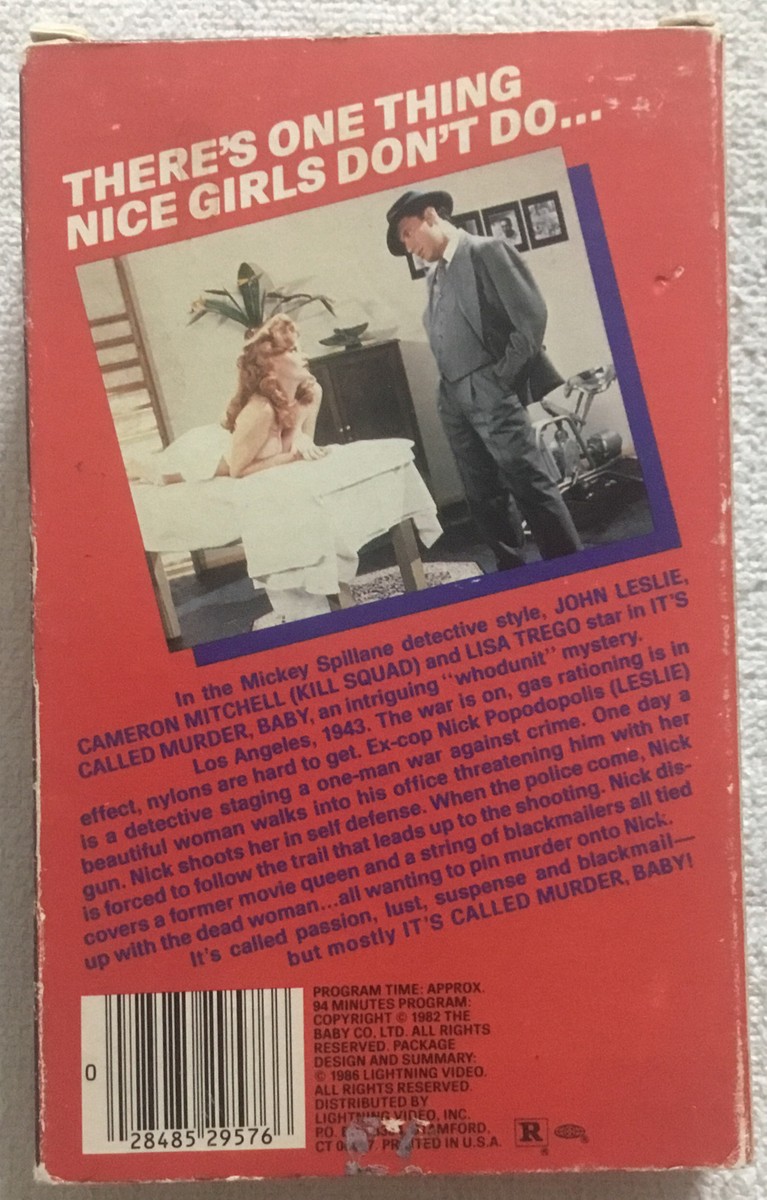 THERE'S ONE THING
NICE GIRLS DON'T DO...
In the Mickey Spillane detective style, JOHN LESLIE,
CAMERON MITCHELL (KILL SQUAD) and LISA TREGO star in IT'S
CALLED MURDER, BABY, an intriguing "whodunit" mystery.
Los Angeles, 1943. The war is on, gas rationing is in
effect, nylons are hard to get. Ex-cop Nick Popodopolis (LESLIE)
is a detective staging a one-man war against crime. One day a
beautiful woman walks into his office threatening him with her
gun. Nick shoots her in self defense. When the police come, Nick
is forced to follow the trail that leads up to the shooting. Nick dis-
covers a former movie queen and a string of blackmailers all tied
up with the dead woman...all wanting to pin murder onto Nick.
It's called passion, lust, suspense and blackmail—
but mostly IT'S CALLED MURDER, BABY!
PROGRAM TIME: APPROX.
94 MINUTES PROGRAM:
COPYRIGHT © 1982 THE
BABY CO, LTD. ALL RIGHTS
RESERVED. PACKAGE
DESIGN AND SUMMARY:
© 1986 LIGHTNING VIDEO.
ALL RIGHTS RESERVED.
DISTRIBUTED BY
LIGHTNING VIDEO, INC.
P.O. STAMFORD,
CT PRINTED IN U.S.A.
R
0 28485 29576